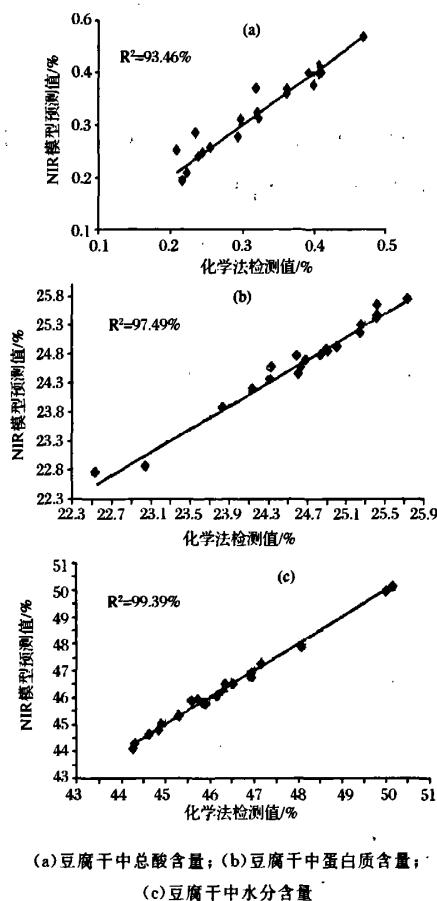 (a)
R²=93.46%
NIR模型预测值/%
0.6
0.4
0.3
0.2
0.1
0.1 0.2 0.3 0.4 0.5
化学法检测值/%
(b)
R²=97.49%
NIR模型预测值/%
25.8
25.3
24.8
24.3
23.8
23.3
22.8
22.3
22.3 22.7 23.1 23.5 23.9 24.3 24.7 25.1 25.5 25.9
化学法检测值/%
(c)
R²=99.39%
NIR模型预测值/%
51
50
48
47
46
45
44
43
43 44 45 46 47 48 50 51
化学法检测值/%
(a)豆腐干中总酸含量；(b)豆腐干中蛋白质含量；
(c)豆腐干中水分含量